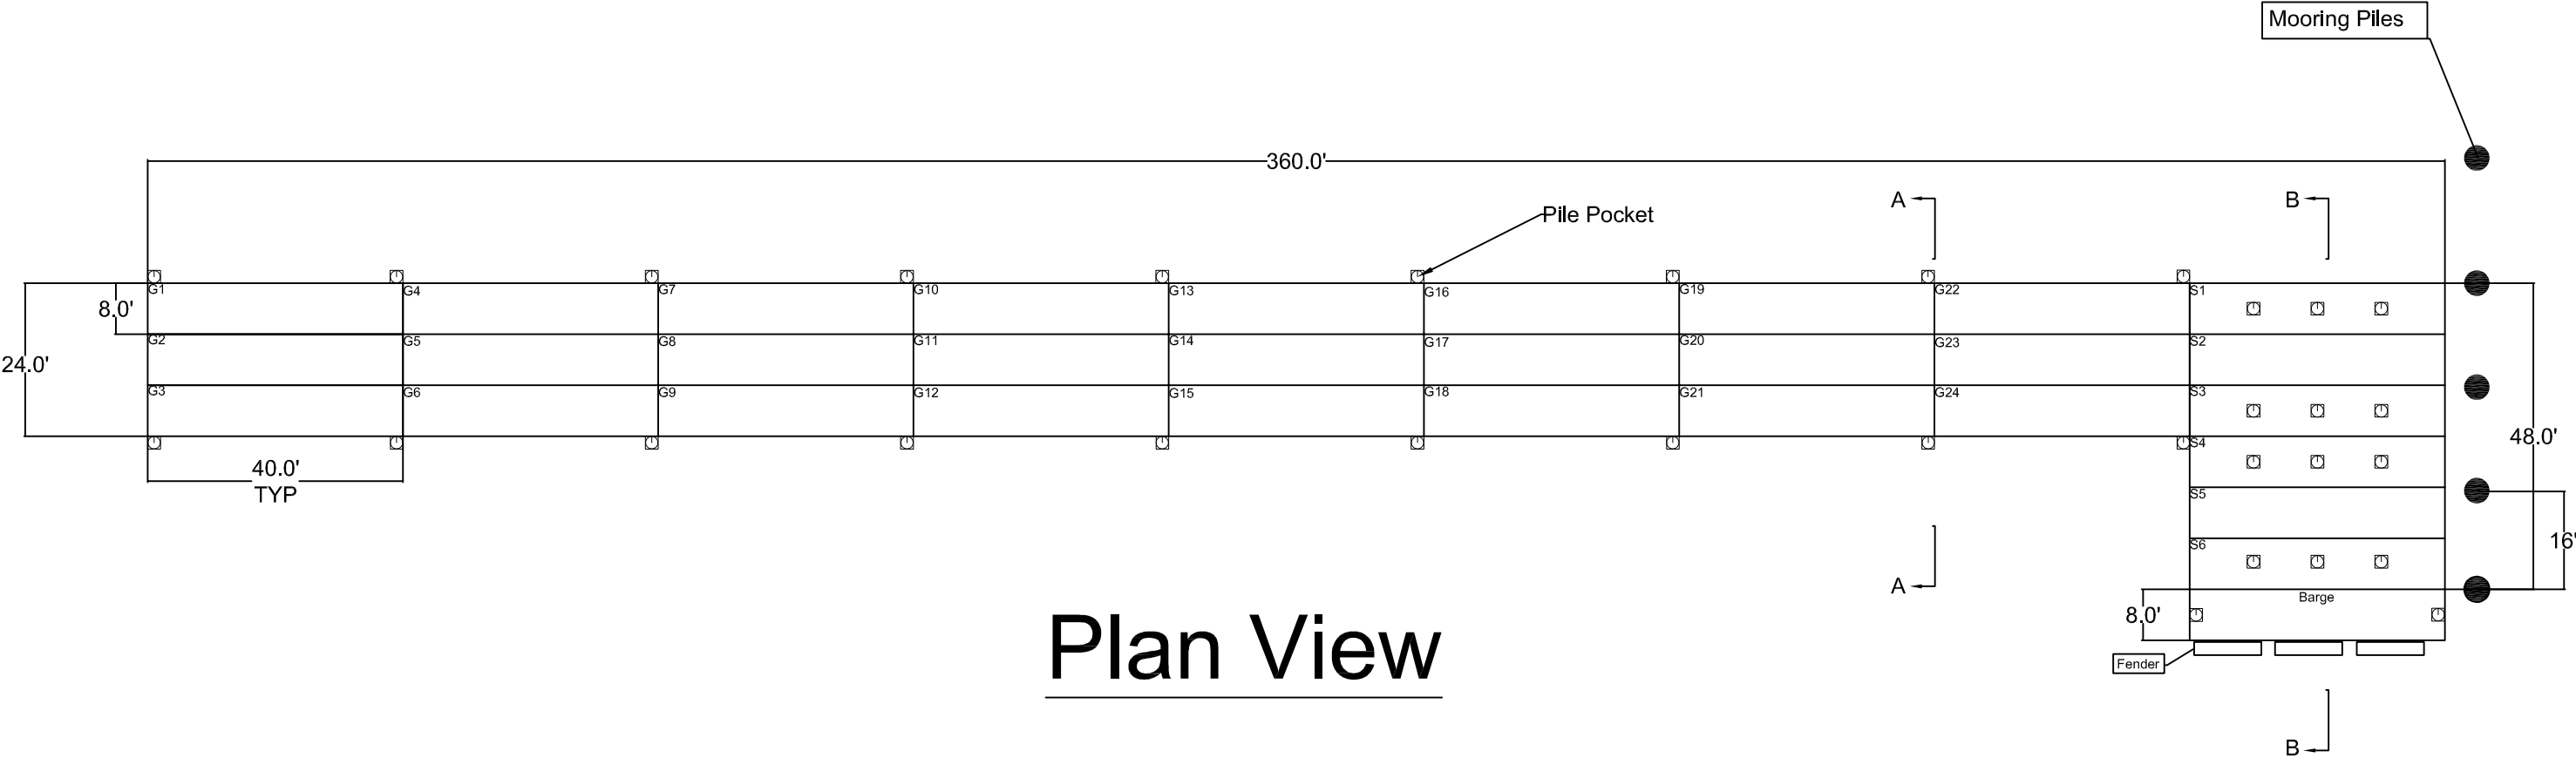 Mooring Piles
360.0'
A
B
Pile Pocket
G1
G4
G7
G10
G13
G16
G19
G22
S1
8.0'
G2
G5
G8
G11
G14
G17
G20
G23
S2
24.0'
G3
G6
G9
G12
G15
G18
G21
G24
S3
S4
48.0'
40.0'
TYP
S5
16'
S6
A
Barge
8.0'
Plan View
Fender
B